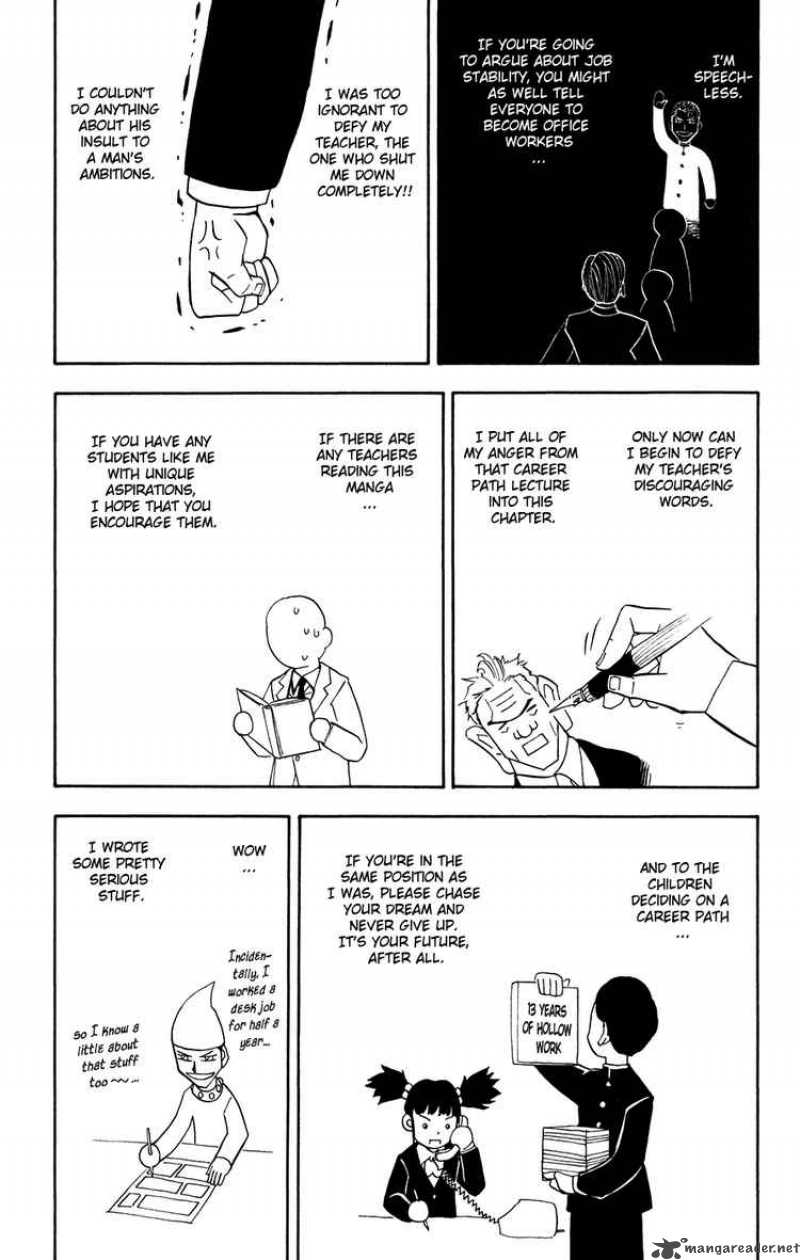 I'M
SPEECH-
LESS.
IF YOU'RE GOING
TO ARGUE ABOUT JOB
STABILITY, YOU MIGHT
AS WELL TELL
EVERYONE TO
BECOME OFFICE
WORKERS
...
I WAS TOO
IGNORANT TO
DEFY MY
TEACHER, THE
ONE WHO SHUT
ME DOWN
COMPLETELY!!
I COULDN'T
DO ANYTHING
ABOUT HIS
INSULT TO
A MAN'S
AMBITIONS.
ONLY NOW CAN
I BEGIN TO DEFY
MY TEACHER'S
DISCOURAGING
WORDS.
I PUT ALL OF
MY ANGER FROM
THAT CAREER
PATH LECTURE
INTO THIS
CHAPTER.
IF THERE ARE
ANY TEACHERS
READING THIS
MANGA
...
IF YOU HAVE ANY
STUDENTS LIKE ME
WITH UNIQUE
ASPIRATIONS,
I HOPE THAT YOU
ENCOURAGE THEM.
AND TO THE
CHILDREN
DECIDING ON A
CAREER PATH
...
IF YOU'RE IN THE
SAME POSITION AS
I WAS, PLEASE CHASE
YOUR DREAM AND
NEVER GIVE UP.
IT'S YOUR FUTURE,
AFTER ALL.
13 YEARS
OF HOLLOW
WORK
WOW
...
I WROTE
SOME PRETTY
SERIOUS
STUFF.
Inciden-
tally, I
worked a
desk job
for half a
year...
so I know a
little about
that stuff
too ~~ ...
mangareader.net